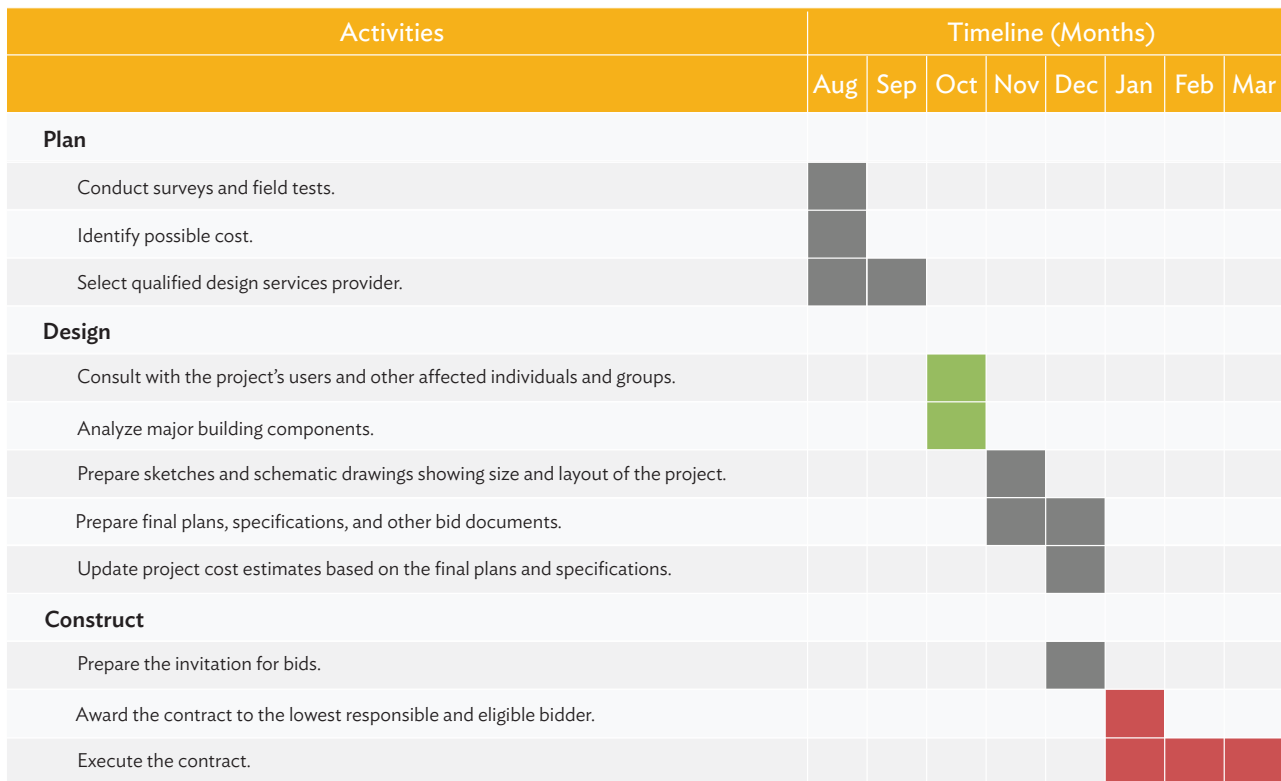 Activities Timeline (Months)
Aug Sep Oct Nov Dec Jan Feb Mar
Plan
Conduct surveys and field tests.
Identify possible cost.
Select qualified design services provider.
Design
Consult with the project’s users and other affected individuals and groups.
Analyze major building components.
Prepare sketches and schematic drawings showing size and layout of the project.
Prepare final plans, specifications, and other bid documents.
Update project cost estimates based on the final plans and specifications.
Construct
Prepare the invitation for bids.
Award the contract to the lowest responsible and eligible bidder.
Execute the contract.